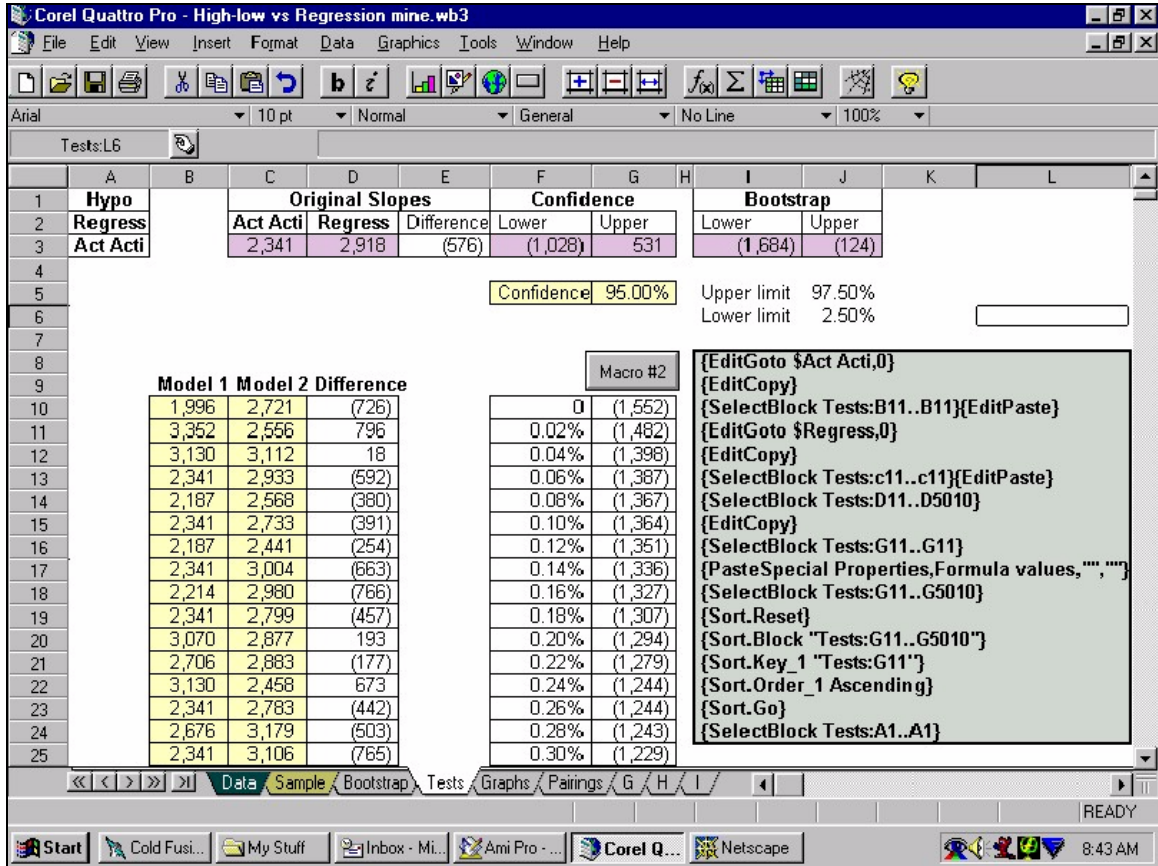 Corel Quattro Pro - High-low vs Regression mine.wb3
File Edit View Insert Format Data Graphics Tools Window Help
Arial 10 pt Normal General No Line 100%
Tests:L6
A B C D E F G H I J K L
1 Hypo Original Slopes Confidence Bootstrap
2 Regress Act Acti Regress Difference Lower Upper Lower Upper
3 Act Acti 2,341 2,918 (576) (1,028) 531 (1,684) (124)
4
5 Confidence 95.00% Upper limit 97.50%
6 Lower limit 2.50%
7
8 Macro #2 {EditGoto $Act Acti,0}
9 Model 1 Model 2 Difference {EditCopy}
10 1,996 2,721 (726) 0 (1,552) {SelectBlock Tests:B11..B11}{EditPaste}
11 3,352 2,556 796 0.02% (1,482) {EditGoto $Regress,0}
12 3,130 3,112 18 0.04% (1,398) {EditCopy}
13 2,341 2,933 (592) 0.06% (1,387) {SelectBlock Tests:c11..c11}{EditPaste}
14 2,187 2,568 (380) 0.08% (1,367) {SelectBlock Tests:D11..D5010}
15 2,341 2,733 (391) 0.10% (1,364) {EditCopy}
16 2,187 2,441 (254) 0.12% (1,351) {SelectBlock Tests:G11..G11}
17 2,341 3,004 (663) 0.14% (1,336) {PasteSpecial Properties,Formula values,"",""}
18 2,214 2,980 (766) 0.16% (1,327) {SelectBlock Tests:G11..G5010}
19 2,341 2,799 (457) 0.18% (1,307) {Sort.Reset}
20 3,070 2,877 193 0.20% (1,294) {Sort.Block "Tests:G11..G5010"}
21 2,706 2,883 (177) 0.22% (1,279) {Sort.Key_1 "Tests:G11"}
22 3,130 2,458 673 0.24% (1,244) {Sort.Order_1 Ascending}
23 2,341 2,783 (442) 0.26% (1,244) {Sort.Go}
24 2,676 3,179 (503) 0.28% (1,243) {SelectBlock Tests:A1..A1}
25 2,341 3,106 (765) 0.30% (1,229)
Data Sample Bootstrap Tests Graphs Pairings G H I
READY
Start Cold Fusi... My Stuff Inbox - Mi... Ami Pro - ... Corel Q... Netscape 8:43 AM